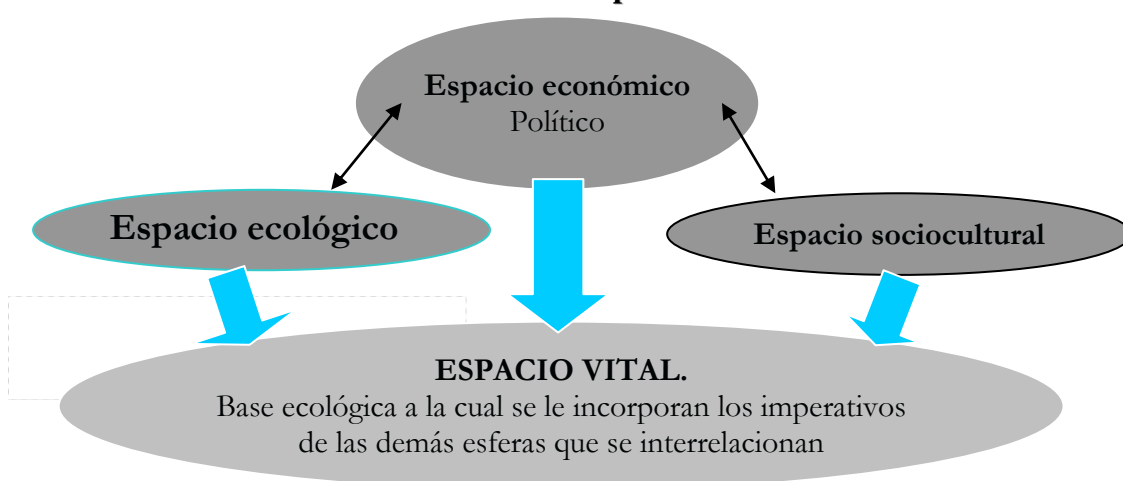 Espacio económico
Político
Espacio ecológico
Espacio sociocultural
ESPACIO VITAL.
Base ecológica a la cual se le incorporan los imperativos
de las demás esferas que se interrelacionan